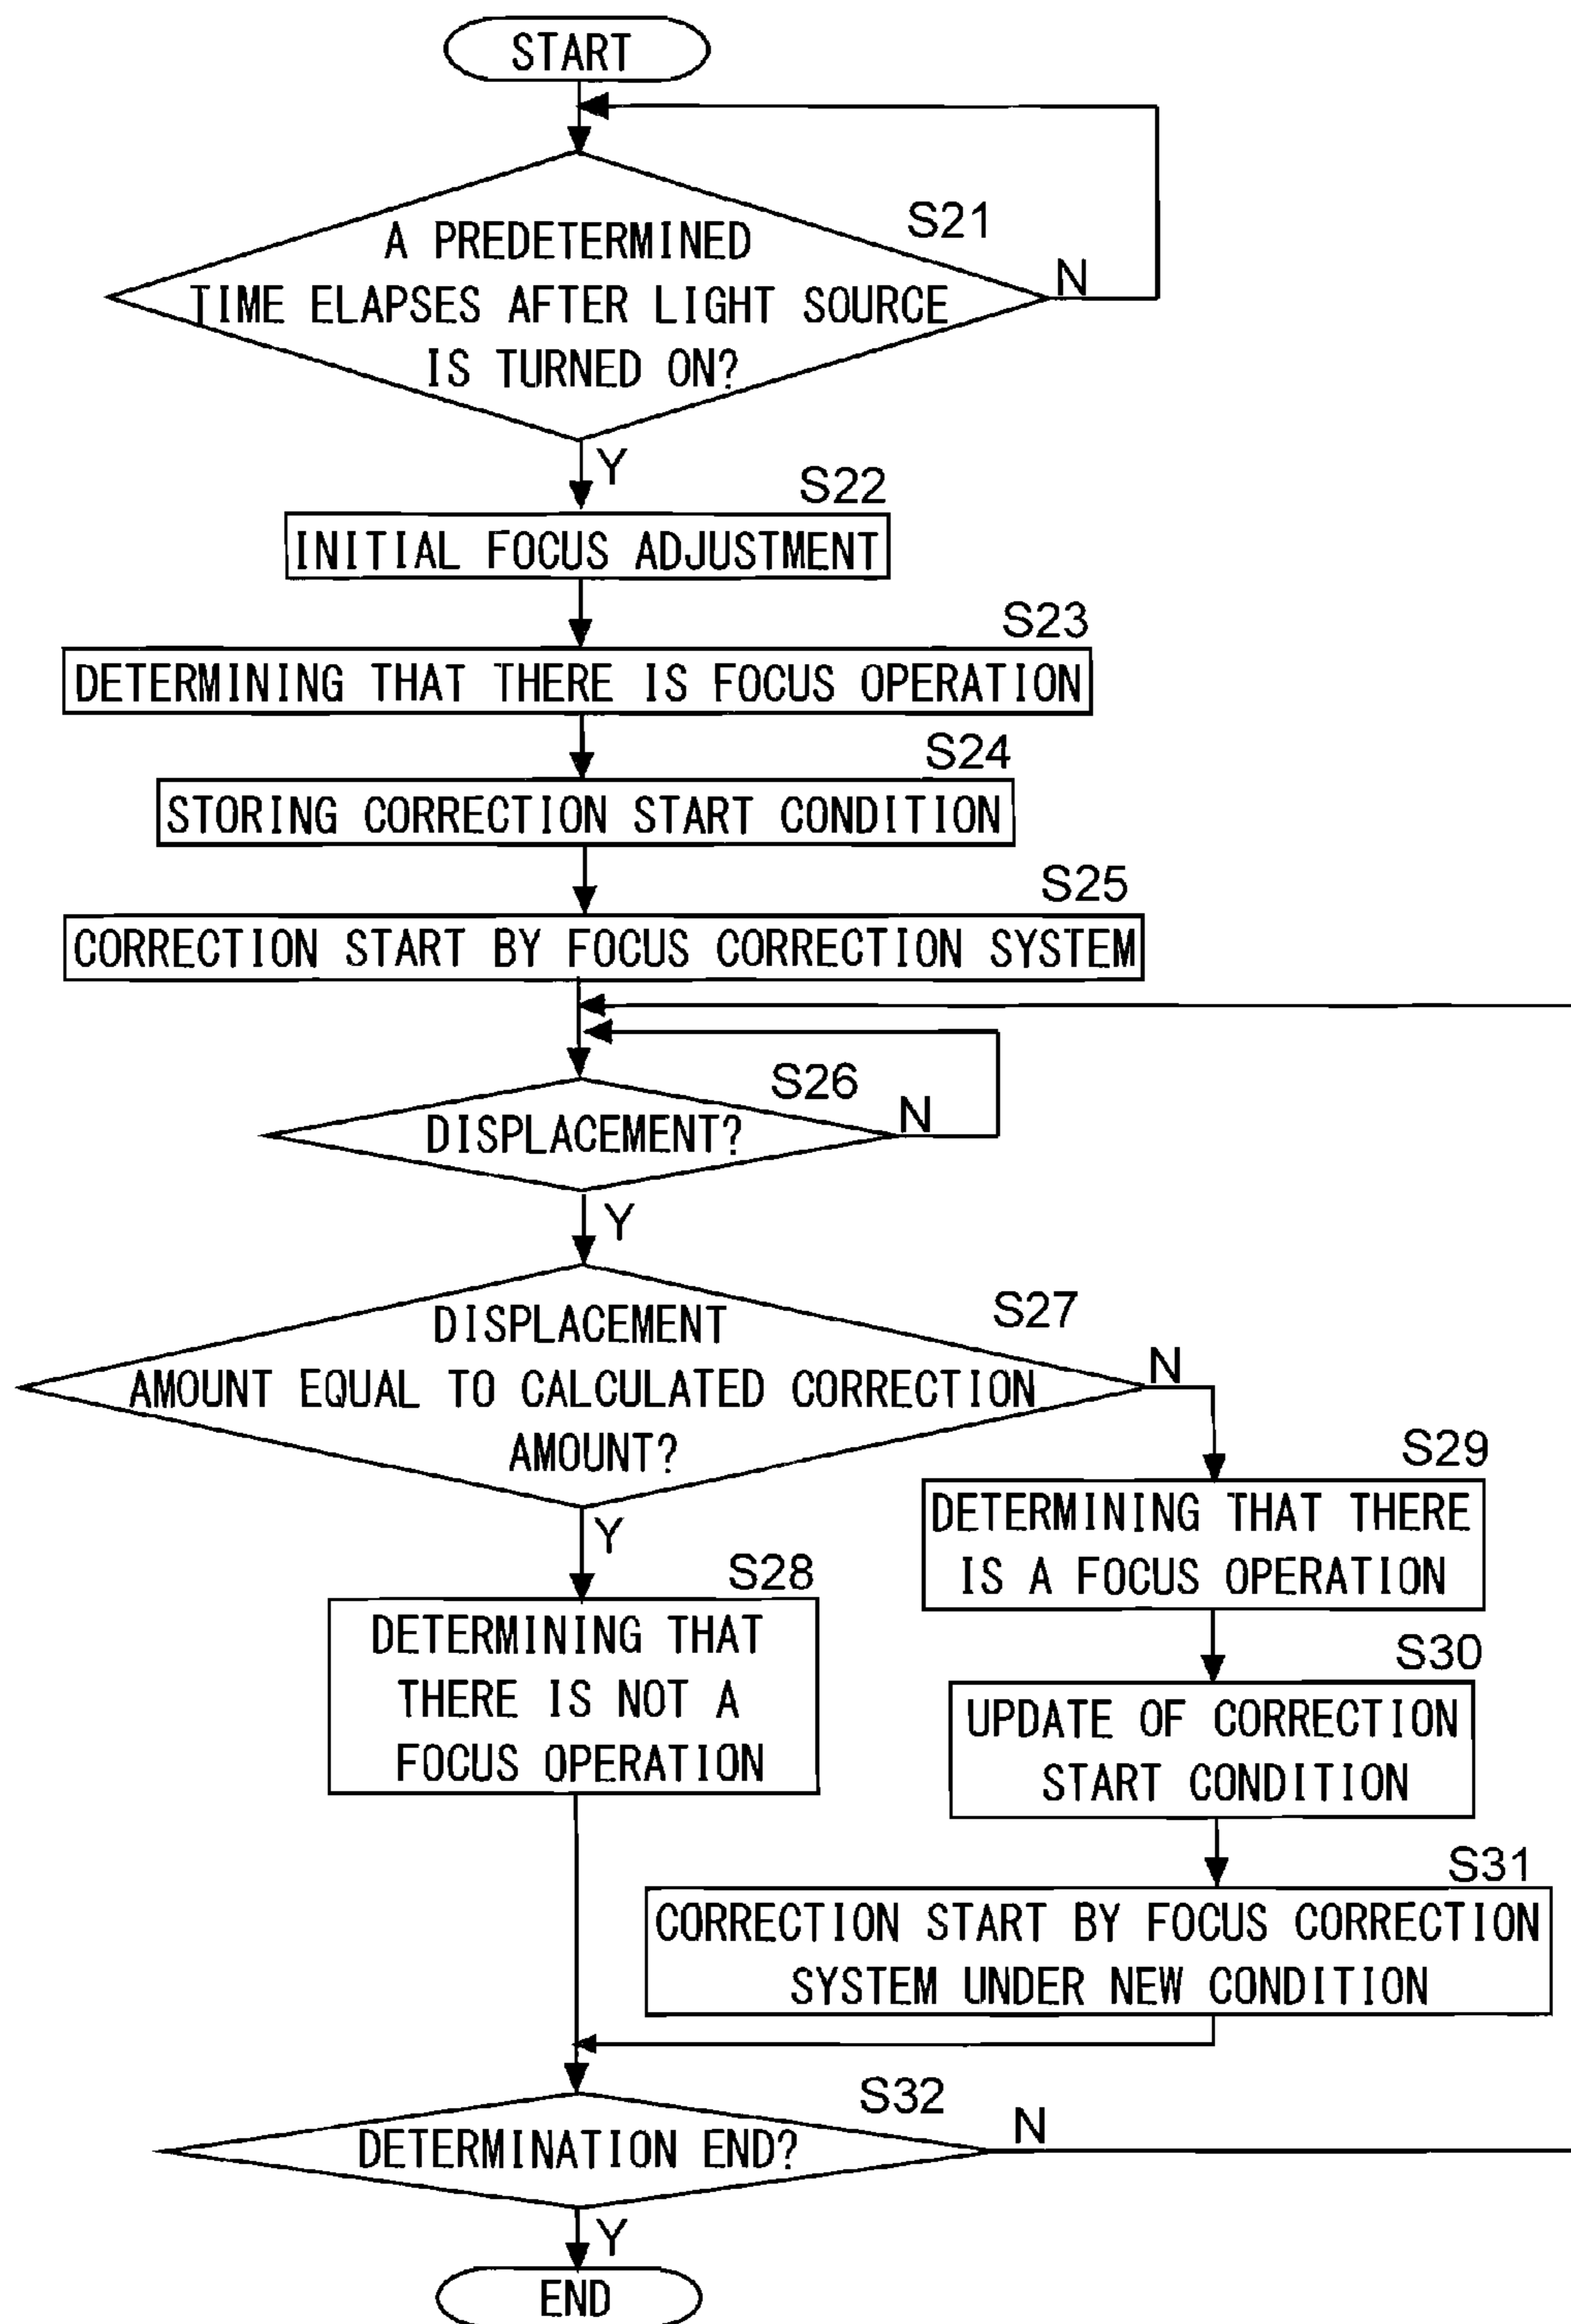 START
S21
A PREDETERMINED
TIME ELAPSES AFTER LIGHT SOURCE
IS TURNED ON?
N
Y
S22
INITIAL FOCUS ADJUSTMENT
S23
DETERMINING THAT THERE IS FOCUS OPERATION
S24
STORING CORRECTION START CONDITION
S25
CORRECTION START BY FOCUS CORRECTION SYSTEM
S26
DISPLACEMENT?
N
Y
S27
DISPLACEMENT
AMOUNT EQUAL TO CALCULATED CORRECTION
AMOUNT?
N
Y
S28
DETERMINING THAT
THERE IS NOT A
FOCUS OPERATION
S29
DETERMINING THAT THERE
IS A FOCUS OPERATION
S30
UPDATE OF CORRECTION
START CONDITION
S31
CORRECTION START BY FOCUS CORRECTION
SYSTEM UNDER NEW CONDITION
S32
DETERMINATION END?
N
Y
END